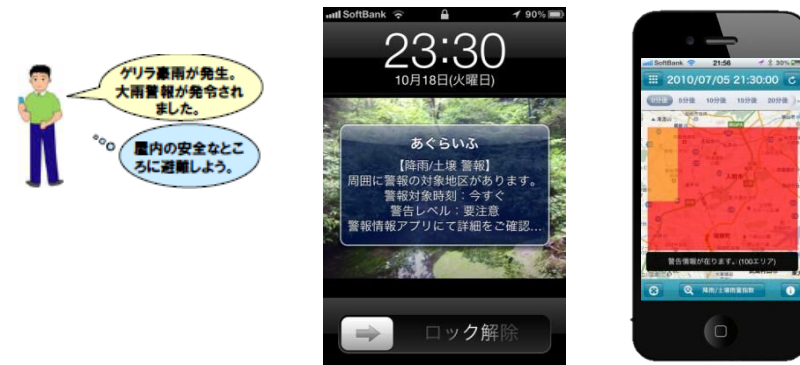 ゲリラ豪雨が発生。
大雨警報が発令され
ました。
屋内の安全なとこ
ろに避難しよう。
SoftBank
90%
23:30
10月18日(火曜日)
あぐらいふ
【降雨/土壌 警報】
周囲に警報の対象地区があります。
警報対象時刻：今すぐ
警告レベル：要注意
警報情報アプリにて詳細をご確認...
ロック解除
SoftBank 21:56 30%
2010/07/05 21:30:00
5分後 10分後 15分後 20分後
警告情報が在ります。(100エリア)
降雨/土壌雨量指数